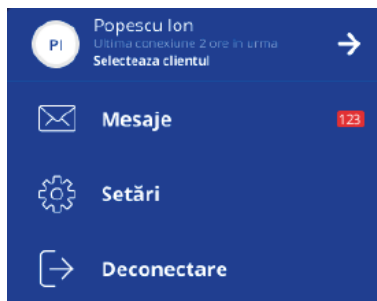 PI
Popescu Ion
Ultima conexiune 2 ore in urma
Selecteaza clientul
Mesaje
123
Setări
Deconectare